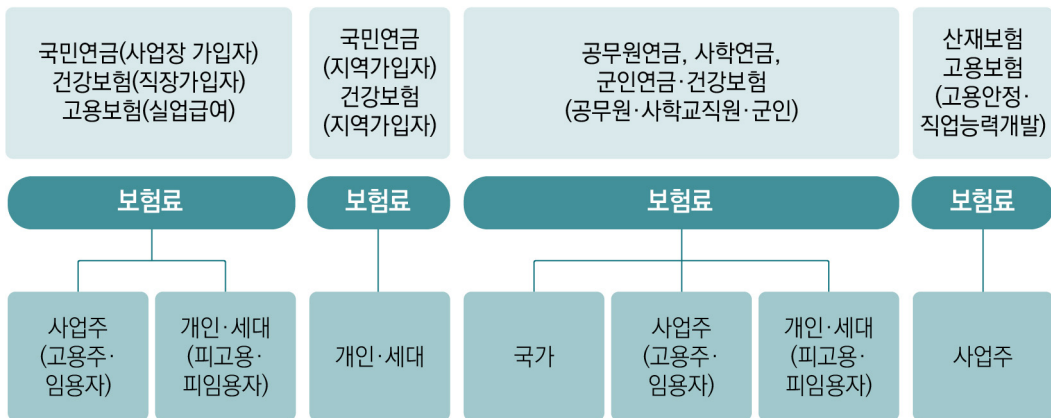 국민연금(사업장 가입자)
건강보험(직장가입자)
고용보험(실업급여)
국민연금
(지역가입자)
건강보험
(지역가입자)
공무원연금, 사학연금,
군인연금·건강보험
(공무원·사학교직원·군인)
산재보험
고용보험
(고용안정·
직업능력개발)
보험료
보험료
보험료
보험료
사업주
(고용주·
임용자)
개인·세대
(피고용·
피임용자)
개인·세대
국가
사업주
(고용주·
임용자)
개인·세대
(피고용·
피임용자)
사업주